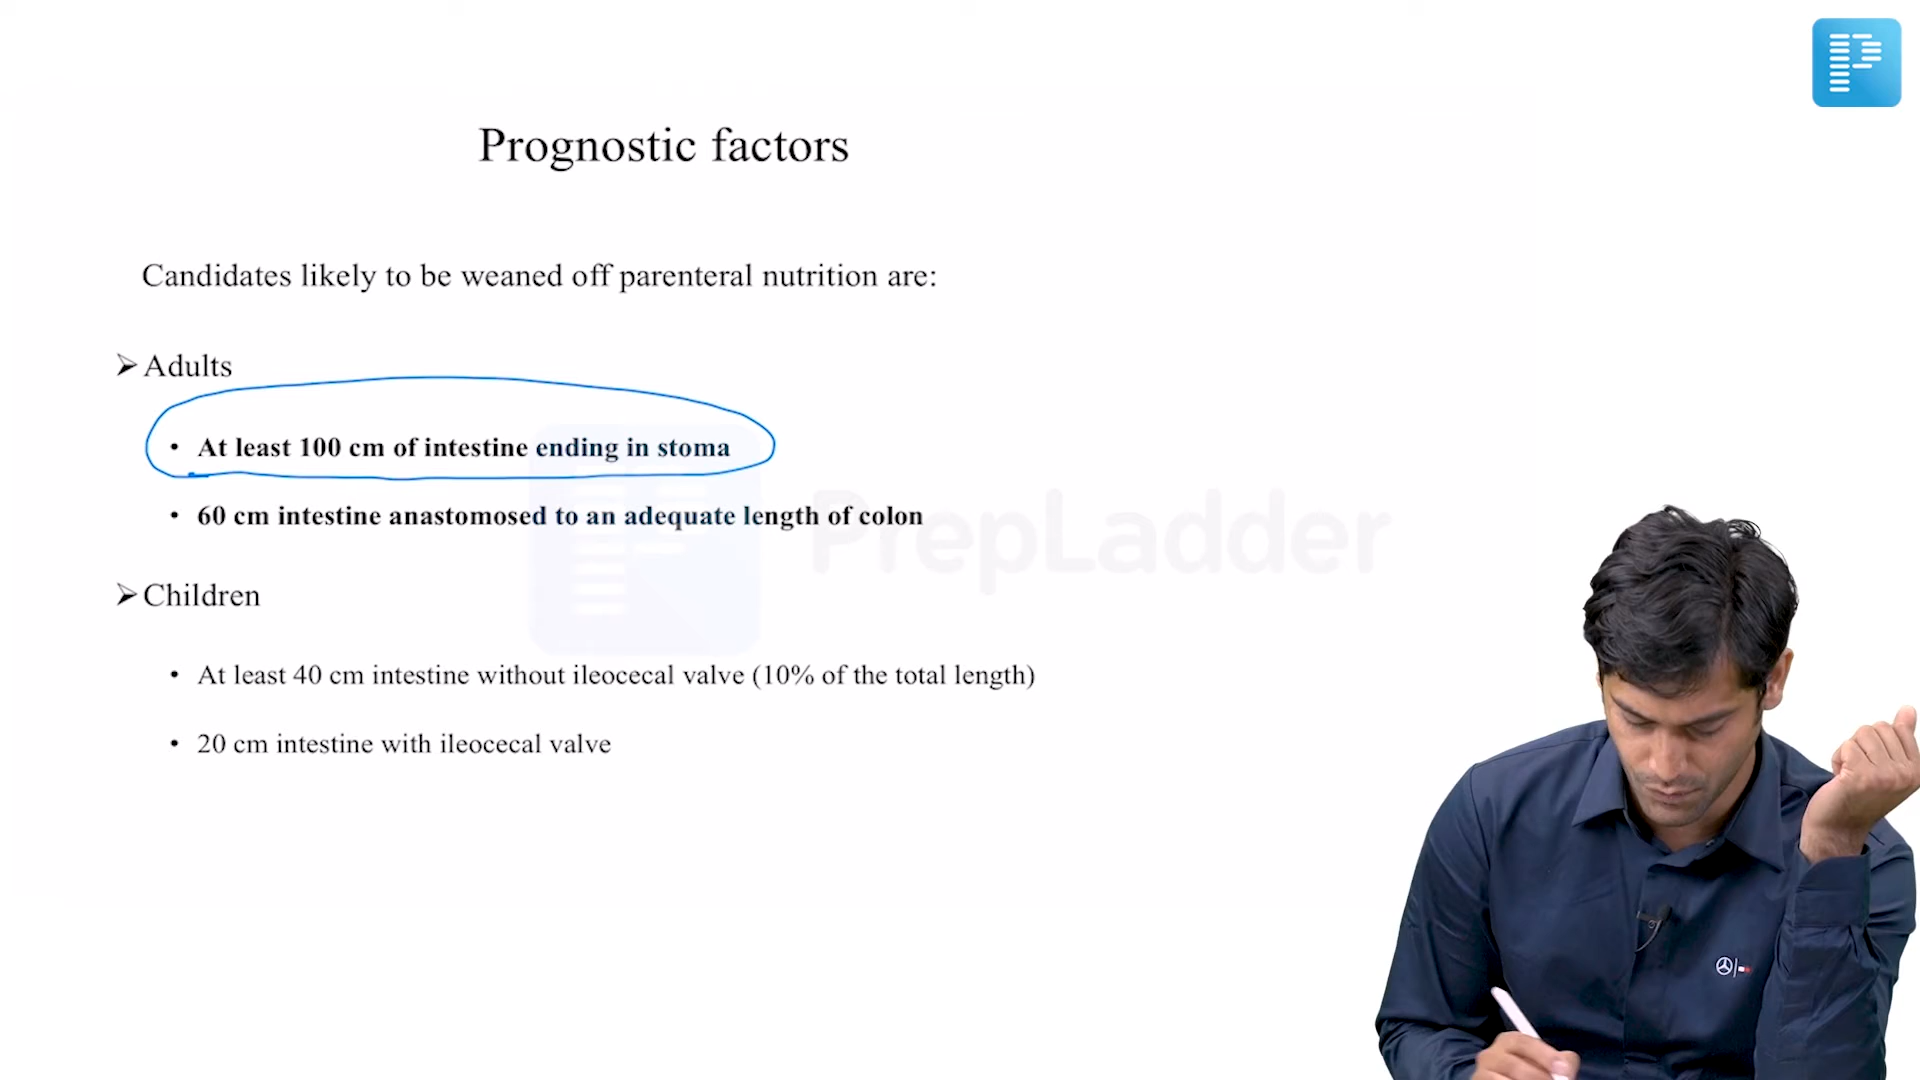 Prognostic factors
Candidates likely to be weaned off parenteral nutrition are:
Adults
• At least 100 cm of intestine ending in stoma
• 60 cm intestine anastomosed to an adequate length of colon
PrepLadder
Children
• At least 40 cm intestine without ileocecal valve (10% of the total length)
• 20 cm intestine with ileocecal valve